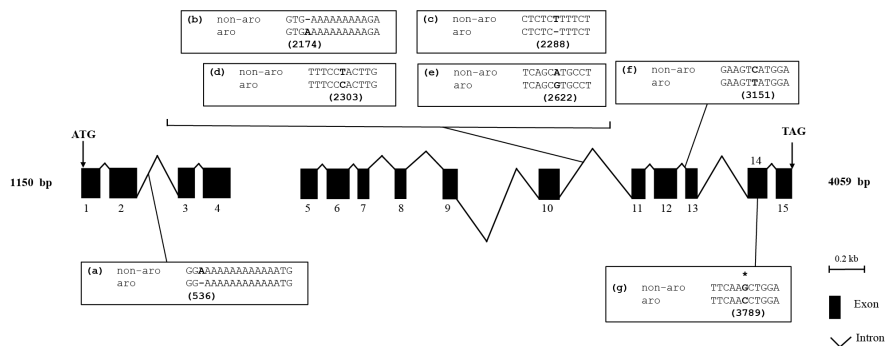 (b) non-aro GTG-AAAAAAAAAAGA
aro GTGAAAAAAAAAAAGA
(2174)
(c) non-aro CTCTCTTTTCT
aro CTCTC-TTTCT
(2288)
(d) non-aro TTTCCTACTTG
aro TTTCCCACTTG
(2303)
(e) non-aro TCAGCATGCCT
aro TCAGCGTGCCT
(2622)
(f) non-aro GAAGTCATGGA
aro GAAGTTATGGA
(3151)
ATG
TAG
1150 bp
14
4059 bp
1 2 3 4 5 6 7 8 9 10 11 12 13 15
(a) non-aro GGAAAAAAAAAAAAAATG
aro GG-AAAAAAAAAAAAATG
(536)
*
(g) non-aro TTCAAGCTGGA
aro TTCAACCTGGA
(3789)
0.2 kb
Exon
Intron